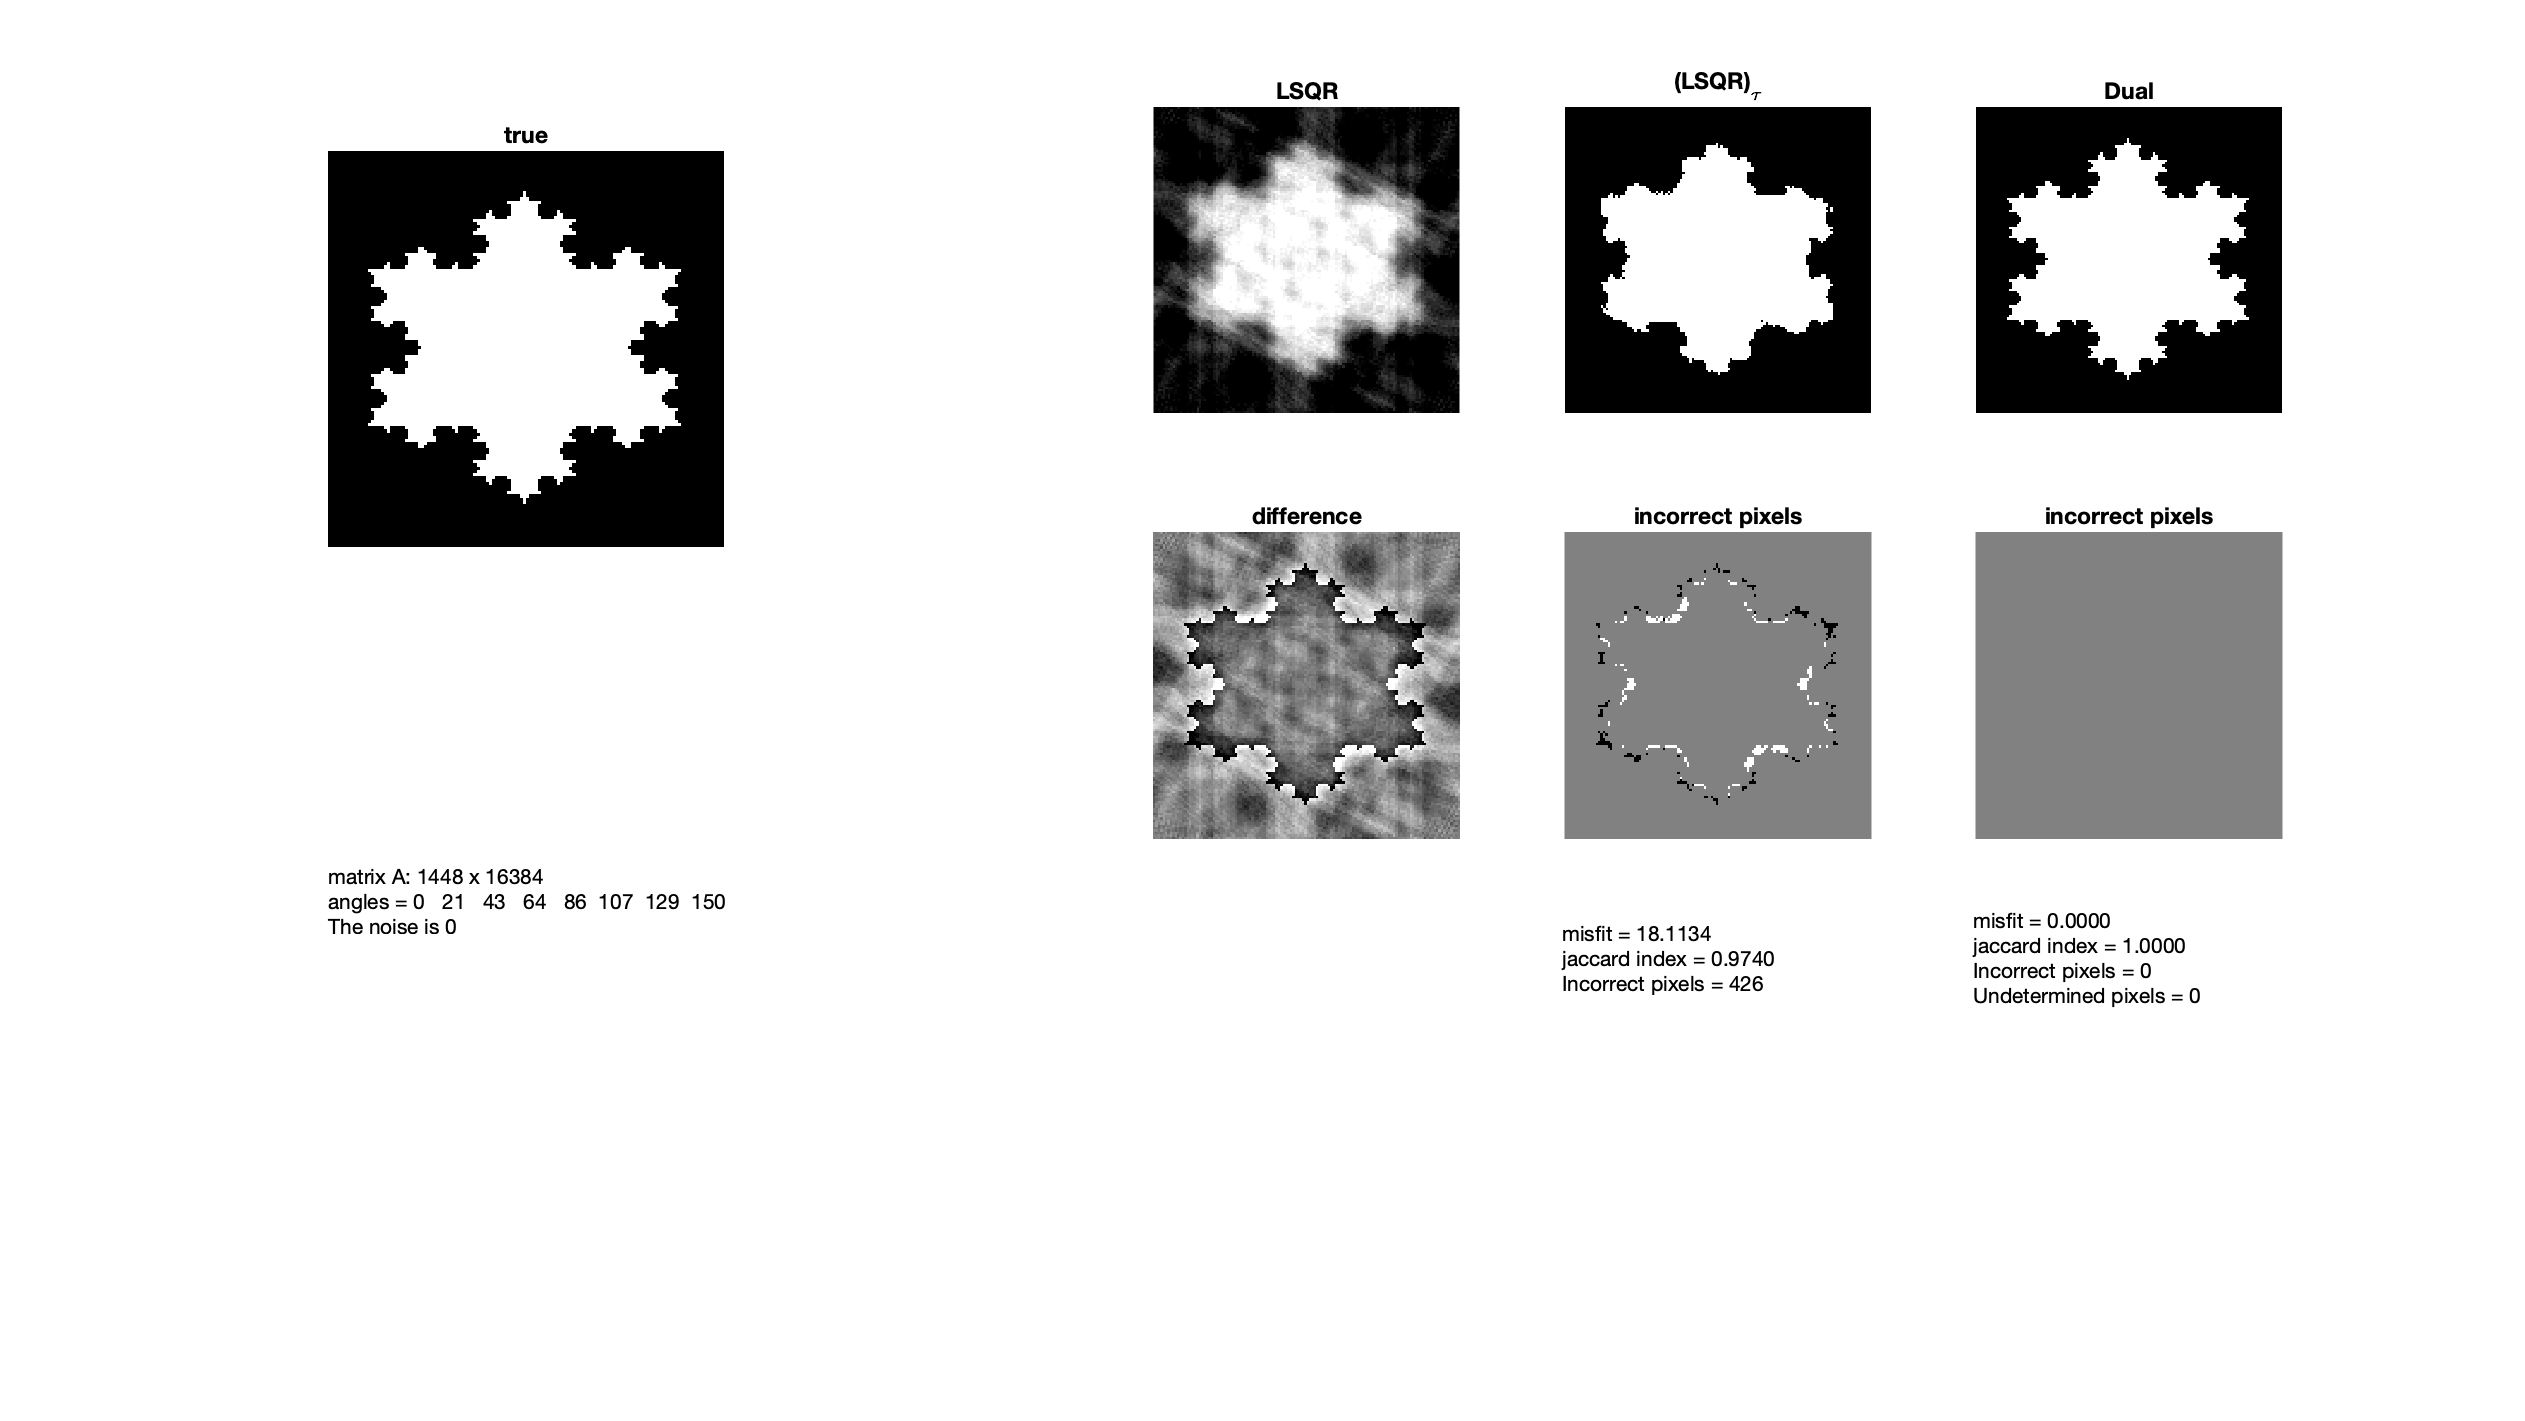 true
LSQR
(LSQR)τ
Dual
difference
incorrect pixels
incorrect pixels
matrix A: 1448 x 16384
angles = 0 21 43 64 86 107 129 150
The noise is 0
misfit = 18.1134
jaccard index = 0.9740
Incorrect pixels = 426
misfit = 0.0000
jaccard index = 1.0000
Incorrect pixels = 0
Undetermined pixels = 0